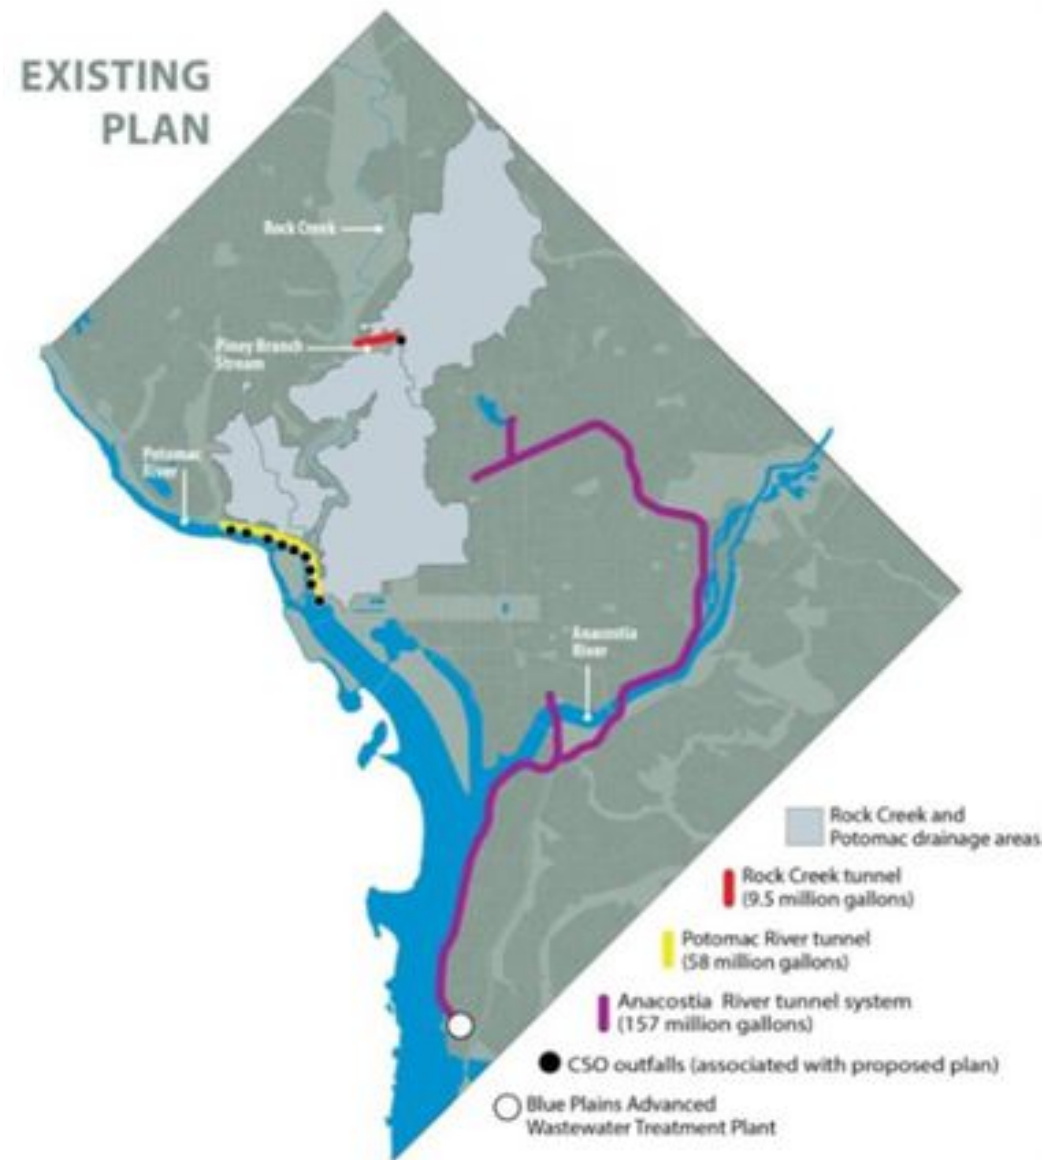 EXISTING
PLAN
Rock Creek
Piney Branch
Stream
Potomac
River
Anacostia
River
Rock Creek and
Potomac drainage areas
Rock Creek tunnel
(9.5 million gallons)
Potomac River tunnel
(58 million gallons)
Anacostia River tunnel system
(157 million gallons)
CSO outfalls (associated with proposed plan)
Blue Plains Advanced
Wastewater Treatment Plant